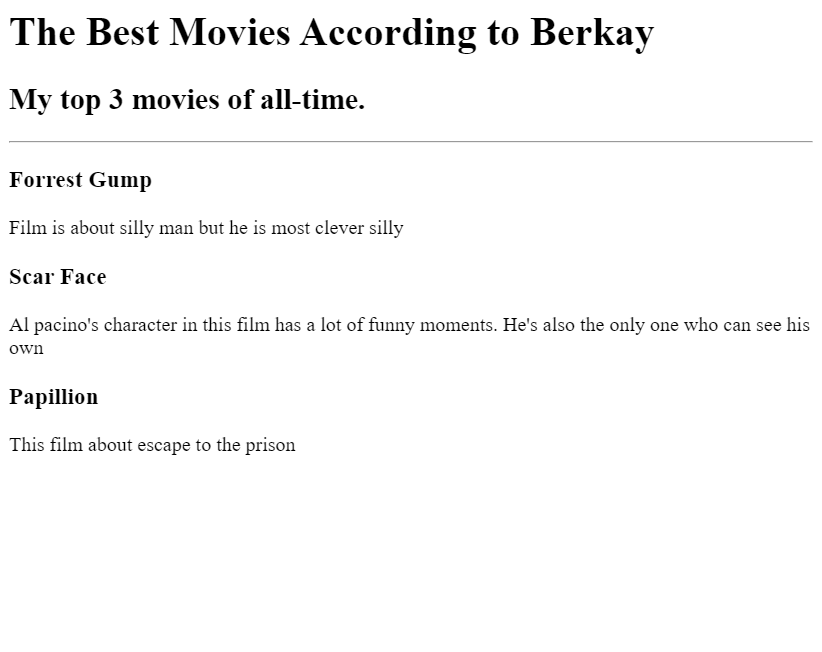 The Best Movies According to Berkay
My top 3 movies of all-time.
Forrest Gump
Film is about silly man but he is most clever silly
Scar Face
Al pacino's character in this film has a lot of funny moments. He's also the only one who can see his
own
Papillion
This film about escape to the prison